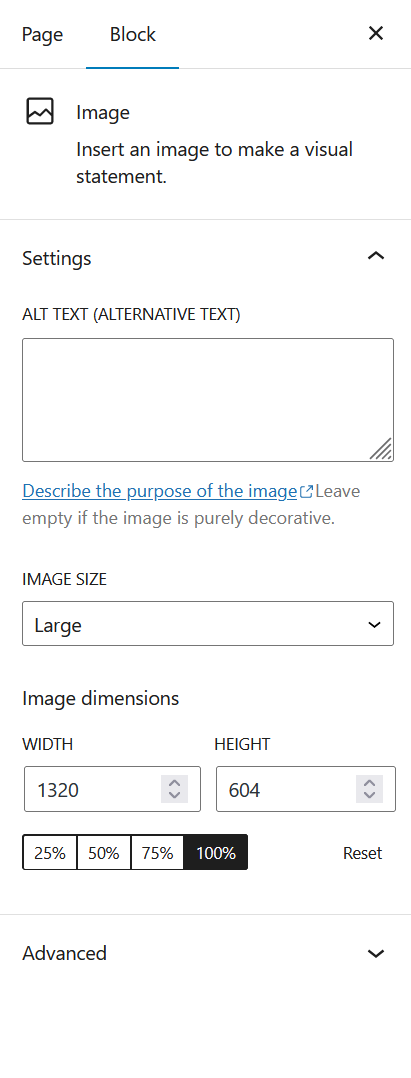 Page Block
Image
Insert an image to make a visual
statement.
Settings
ALT TEXT (ALTERNATIVE TEXT)
Describe the purpose of the image Leave
empty if the image is purely decorative.
IMAGE SIZE
Large
Image dimensions
WIDTH HEIGHT
1320 604
25% 50% 75% 100% Reset
Advanced